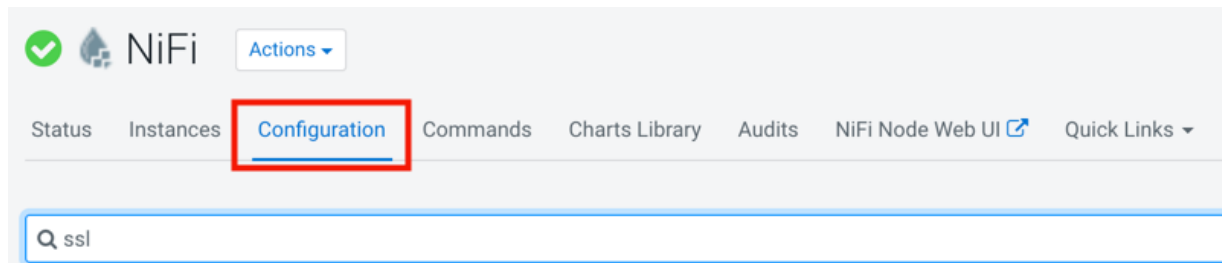 NiFi Actions
Status Instances Configuration Commands Charts Library Audits NiFi Node Web UI Quick Links
ssl